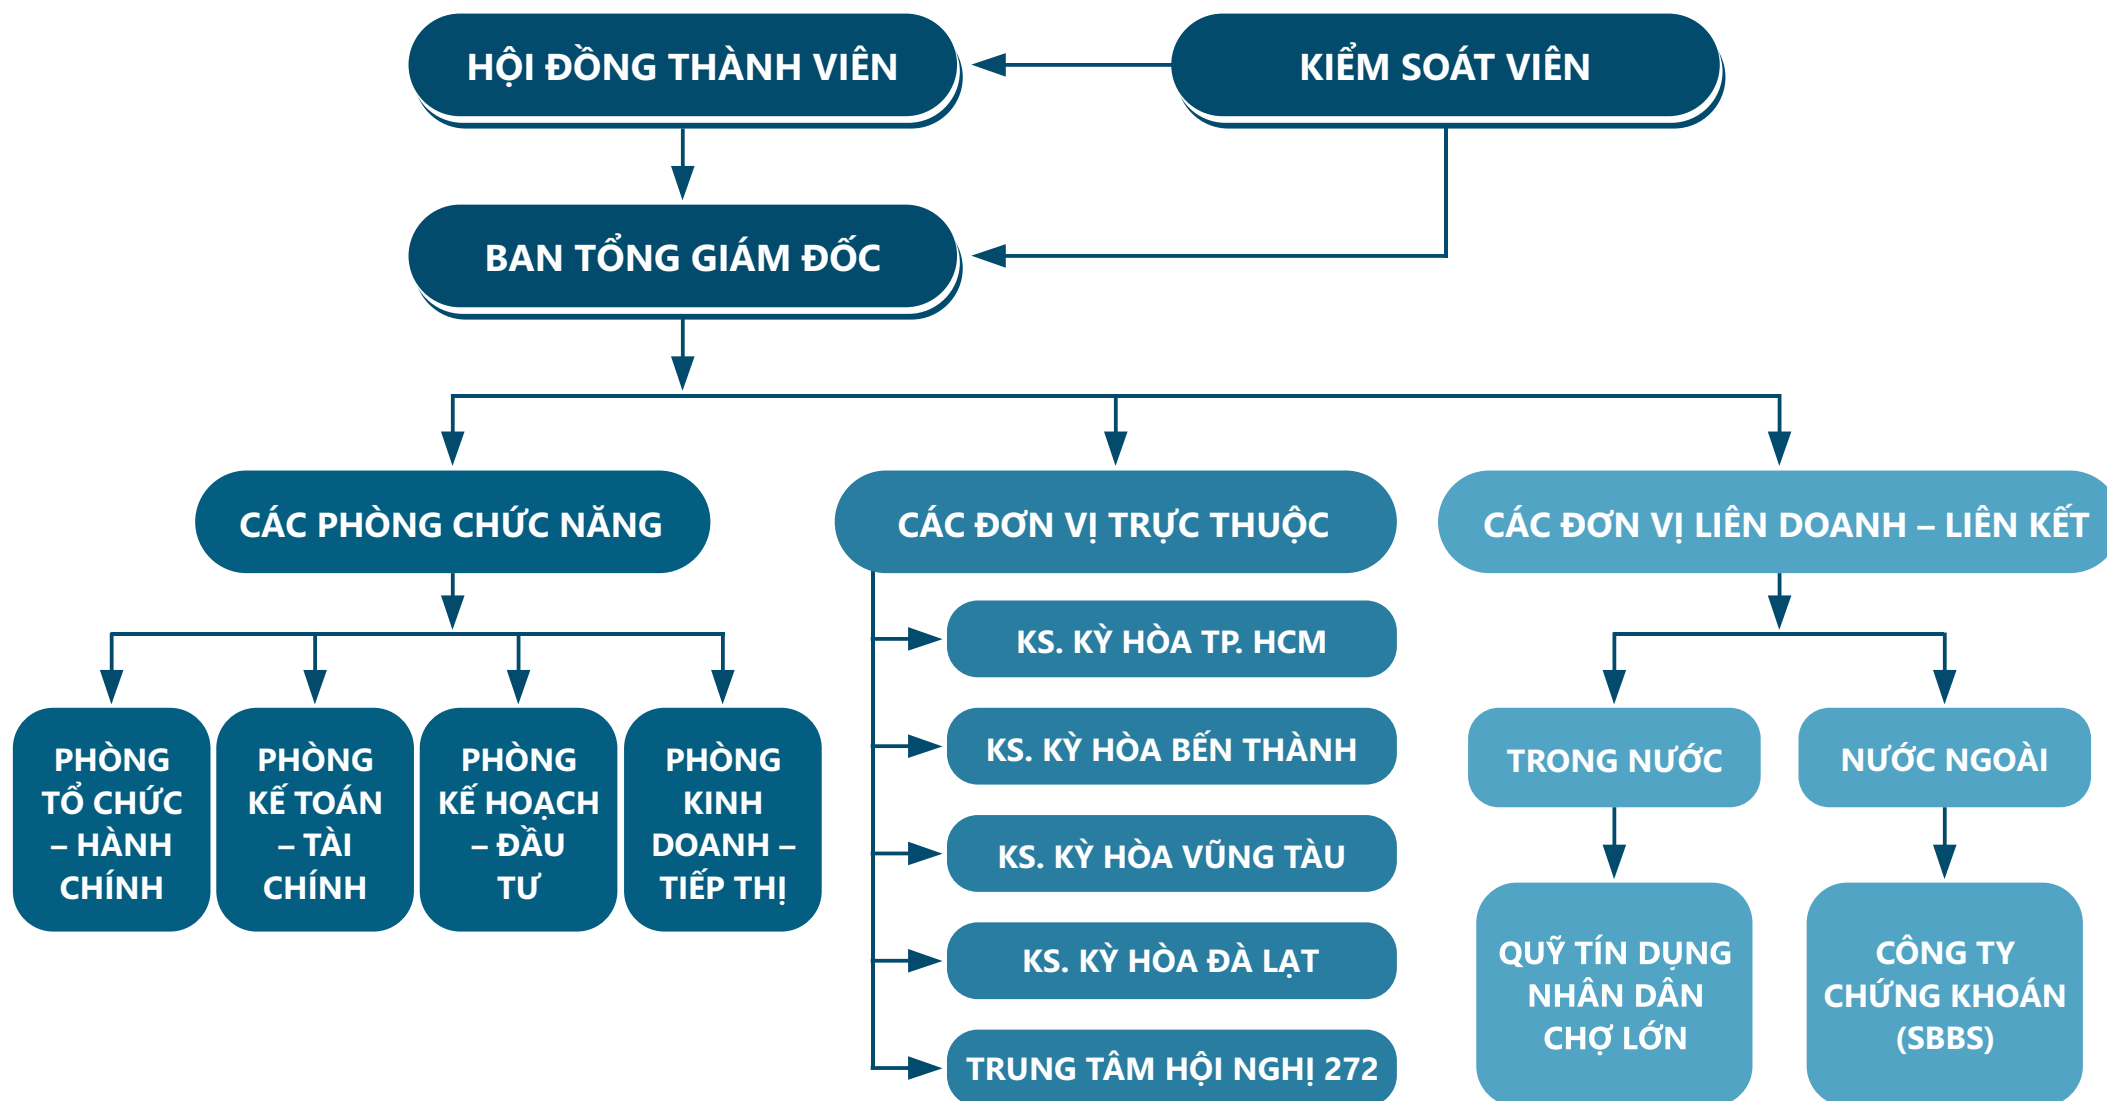 HỘI ĐỒNG THÀNH VIÊN
KIỂM SOÁT VIÊN
BAN TỔNG GIÁM ĐỐC
CÁC PHÒNG CHỨC NĂNG
CÁC ĐƠN VỊ TRỰC THUỘC
CÁC ĐƠN VỊ LIÊN DOANH – LIÊN KẾT
PHÒNG
TỔ CHỨC
– HÀNH
CHÍNH
PHÒNG
KẾ TOÁN
– TÀI
CHÍNH
PHÒNG
KẾ HOẠCH
– ĐẦU
TƯ
PHÒNG
KINH
DOANH –
TIẾP THỊ
KS. KỲ HÒA TP. HCM
KS. KỲ HÒA BẾN THÀNH
KS. KỲ HÒA VŨNG TÀU
KS. KỲ HÒA ĐÀ LẠT
TRUNG TÂM HỘI NGHỊ 272
TRONG NƯỚC
NƯỚC NGOÀI
QUỸ TÍN DỤNG
NHÂN DÂN
CHỢ LỚN
CÔNG TY
CHỨNG KHOÁN
(SBBS)